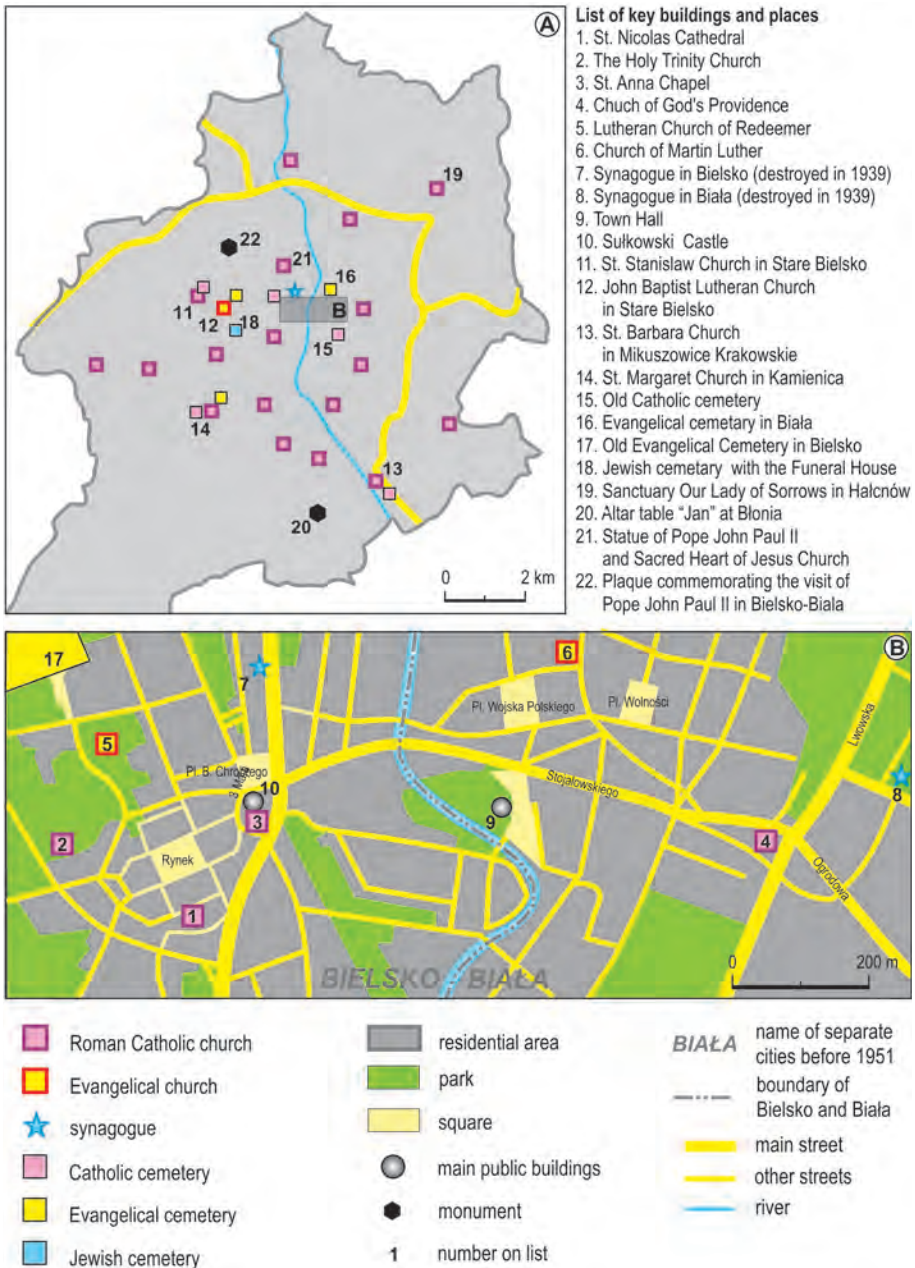 A
22
19
21
16
11
12
18
B
15
14
13
20
0 2 km
List of key buildings and places
1. St. Nicolas Cathedral
2. The Holy Trinity Church
3. St. Anna Chapel
4. Chuch of God's Providence
5. Lutheran Church of Redeemer
6. Church of Martin Luther
7. Synagogue in Bielsko (destroyed in 1939)
8. Synagogue in Biała (destroyed in 1939)
9. Town Hall
10. Sułkowski Castle
11. St. Stanislaw Church in Stare Bielsko
12. John Baptist Lutheran Church
in Stare Bielsko
13. St. Barbara Church
in Mikuszowice Krakowskie
14. St. Margaret Church in Kamienica
15. Old Catholic cemetery
16. Evangelical cemetary in Biała
17. Old Evangelical Cemetery in Bielsko
18. Jewish cemetary with the Funeral House
19. Sanctuary Our Lady of Sorrows in Hałcnów
20. Altar table "Jan" at Błonia
21. Statue of Pope John Paul II
and Sacred Heart of Jesus Church
22. Plaque commemorating the visit of
Pope John Paul II in Bielsko-Biala
B
17
7
6
Pl. Wojska Polskiego
Pl. Wolności
Lwowska
5
Pl. B. Chrobrego
3 Maja
10
Stojałowskiego
8
3
9
2
Rynek
4
Ogrodowa
1
BIELSKO BIAŁA
0 200 m
Roman Catholic church
Evangelical church
synagogue
Catholic cemetery
Evangelical cemetery
Jewish cemetery
residential area
park
square
main public buildings
monument
1 number on list
BIAŁA name of separate
cities before 1951
boundary of
Bielsko and Biała
main street
other streets
river